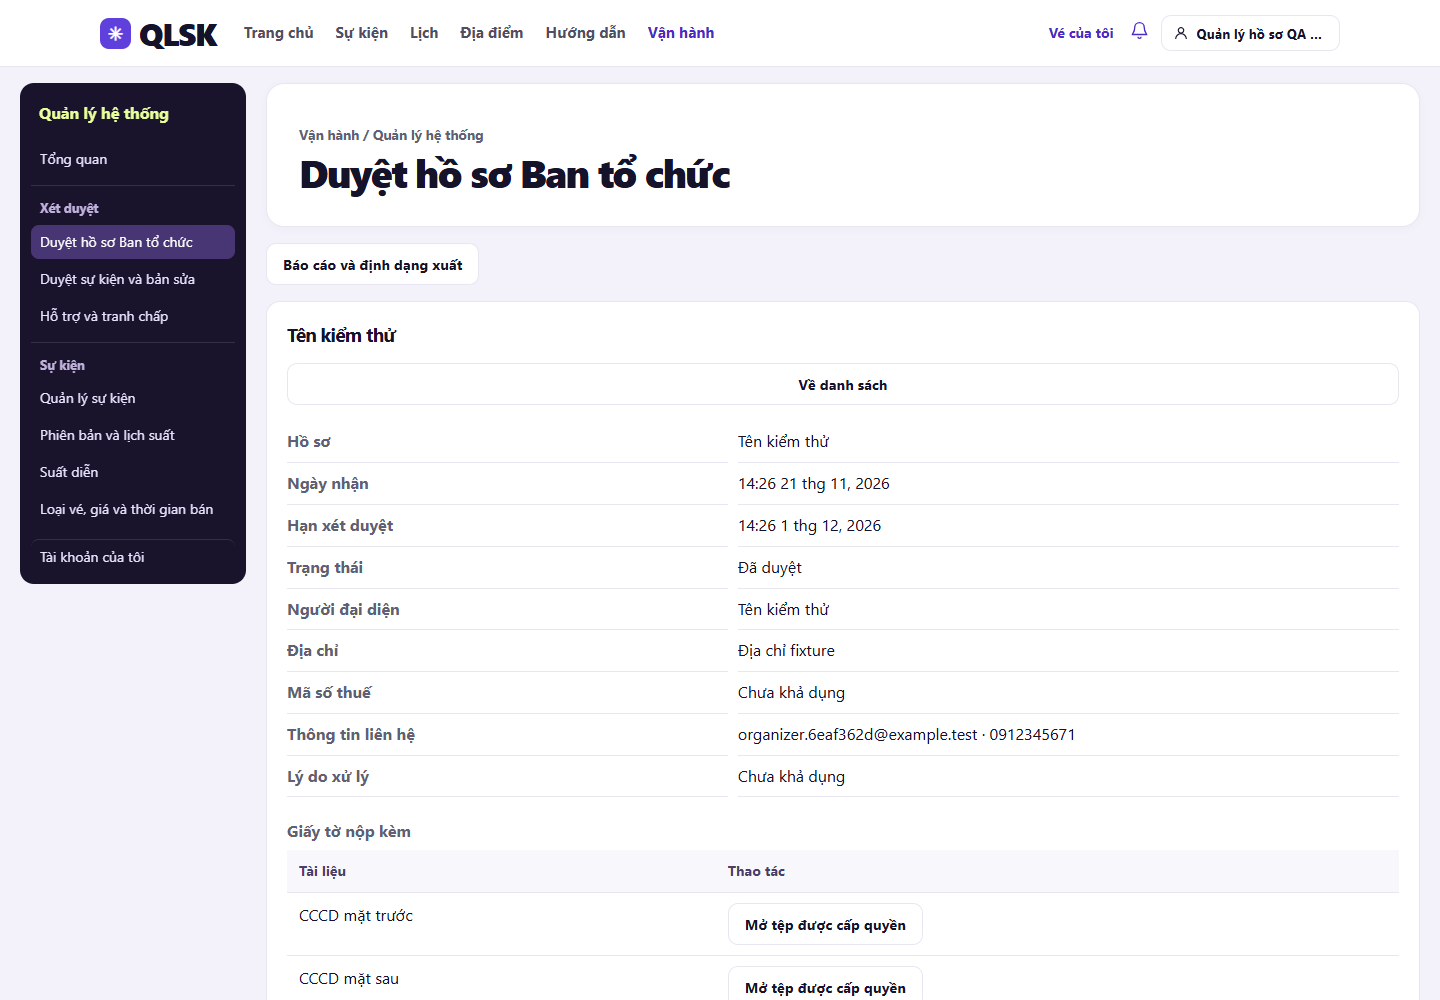 QLSK
Trang chủ
Sự kiện
Lịch
Địa điểm
Hướng dẫn
Vận hành
Vé của tôi
Quản lý hồ sơ QA ...
Quản lý hệ thống
Tổng quan
Xét duyệt
Duyệt hồ sơ Ban tổ chức
Duyệt sự kiện và bản sửa
Hỗ trợ và tranh chấp
Sự kiện
Quản lý sự kiện
Phiên bản và lịch suất
Suất diễn
Loại vé, giá và thời gian bán
Tài khoản của tôi
Vận hành / Quản lý hệ thống
Duyệt hồ sơ Ban tổ chức
Báo cáo và định dạng xuất
Tên kiểm thử
Về danh sách
Hồ sơ Tên kiểm thử
Ngày nhận 14:26 21 thg 11, 2026
Hạn xét duyệt 14:26 1 thg 12, 2026
Trạng thái Đã duyệt
Người đại diện Tên kiểm thử
Địa chỉ Địa chỉ fixture
Mã số thuế Chưa khả dụng
Thông tin liên hệ organizer.6eaf362d@example.test · 0912345671
Lý do xử lý Chưa khả dụng
Giấy tờ nộp kèm
Tài liệu Thao tác
CCCD mặt trước Mở tệp được cấp quyền
CCCD mặt sau Mở tệp được cấp quyền